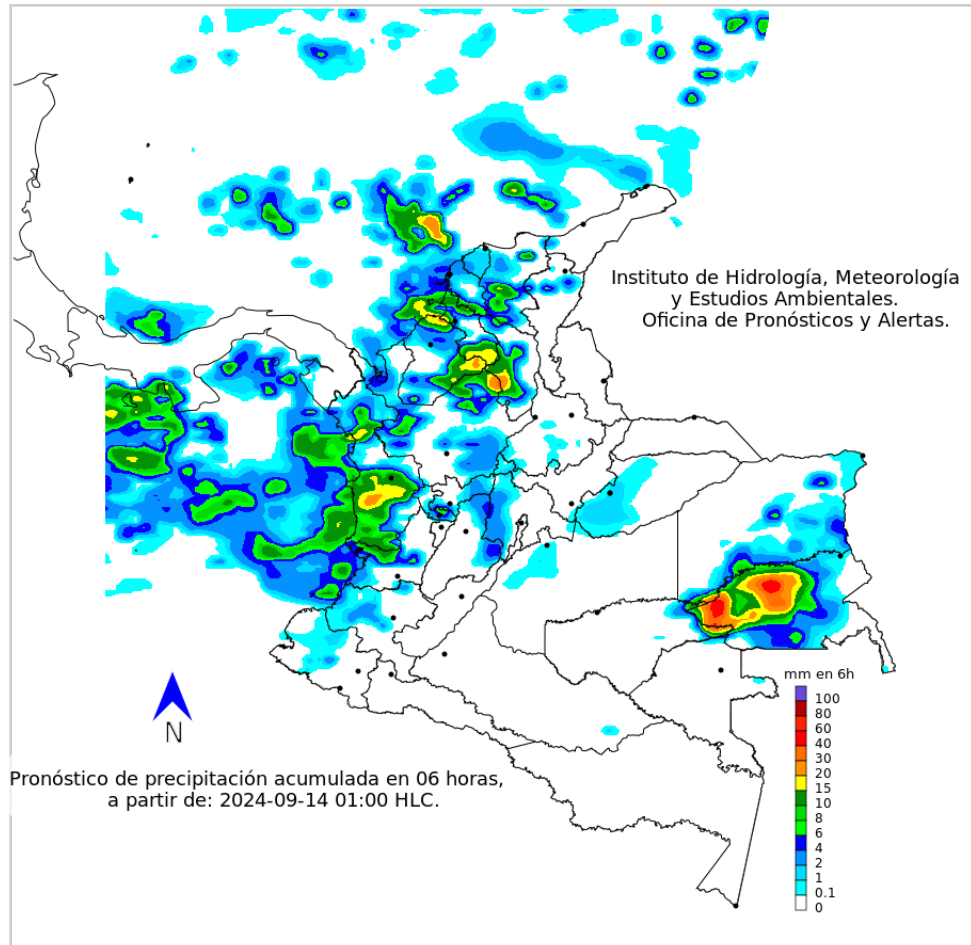 Instituto de Hidrología, Meteorología
y Estudios Ambientales.
Oficina de Pronósticos y Alertas.
mm en 6h
100
80
60
40
30
20
15
10
8
6
4
2
1
0.1
0
N
Pronóstico de precipitación acumulada en 06 horas,
a partir de: 2024-09-14 01:00 HLC.